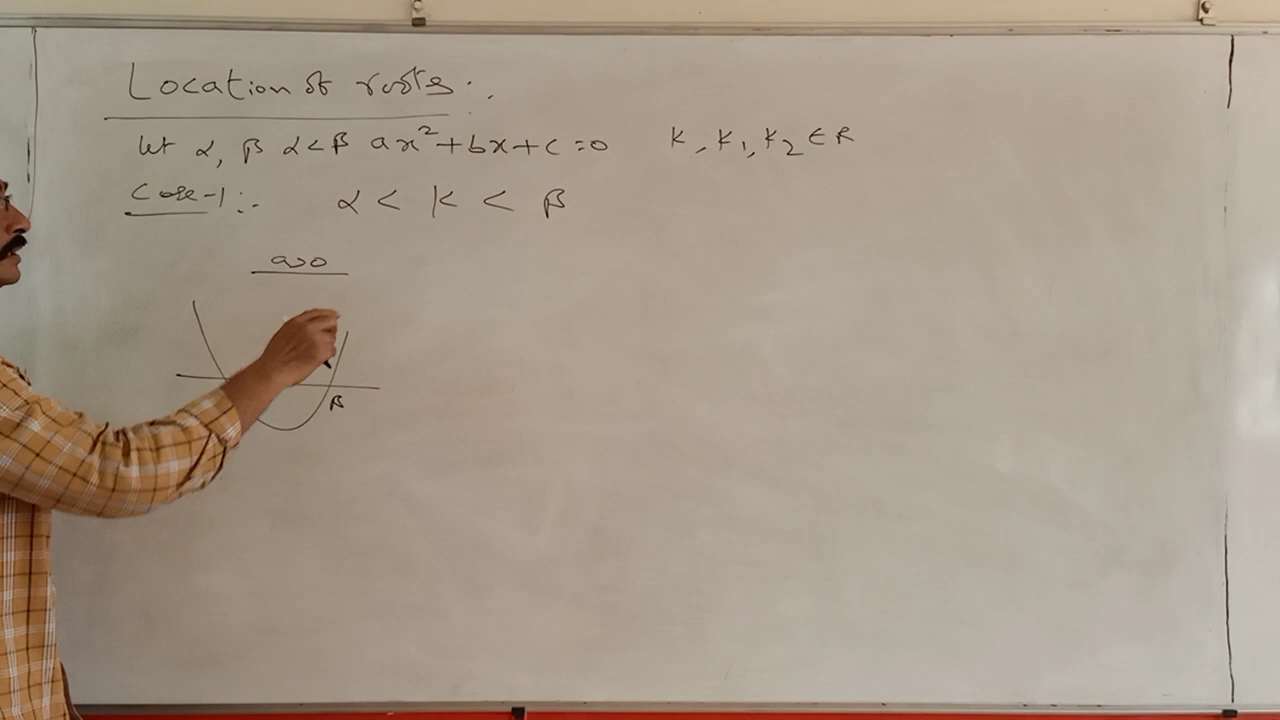 Location of roots :.
let α, β α<β ax²+bx+c=0 K, K₁, K₂ ∈ R
Case-1 :. α < K < β
a>0
β